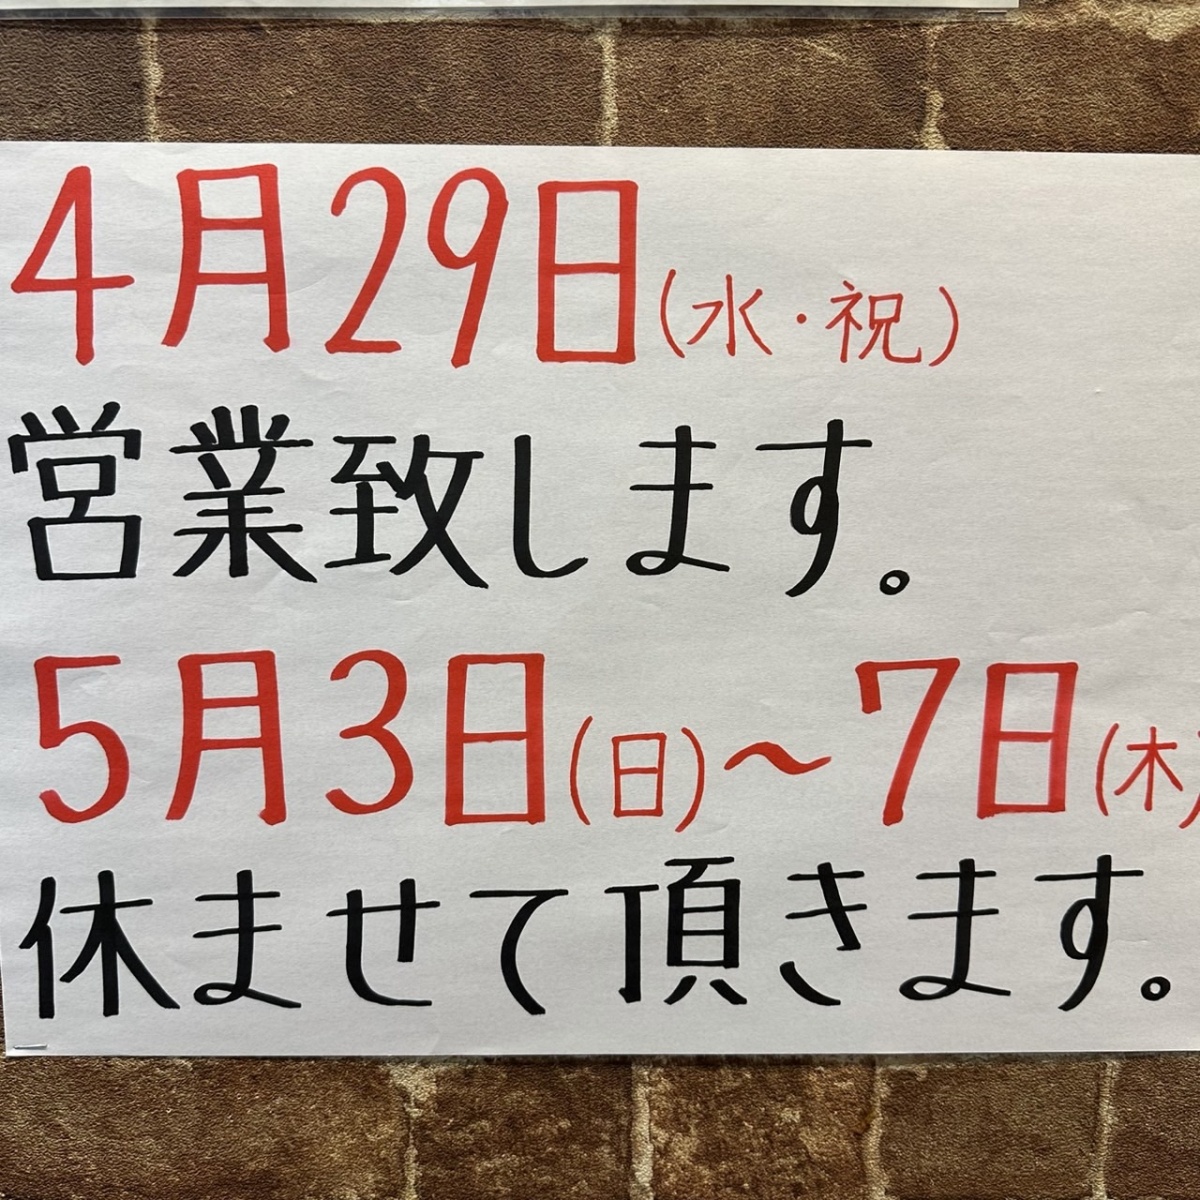 4月29日(水・祝)
営業致します。
5月3日(日)～7日(木)
休ませて頂きます。